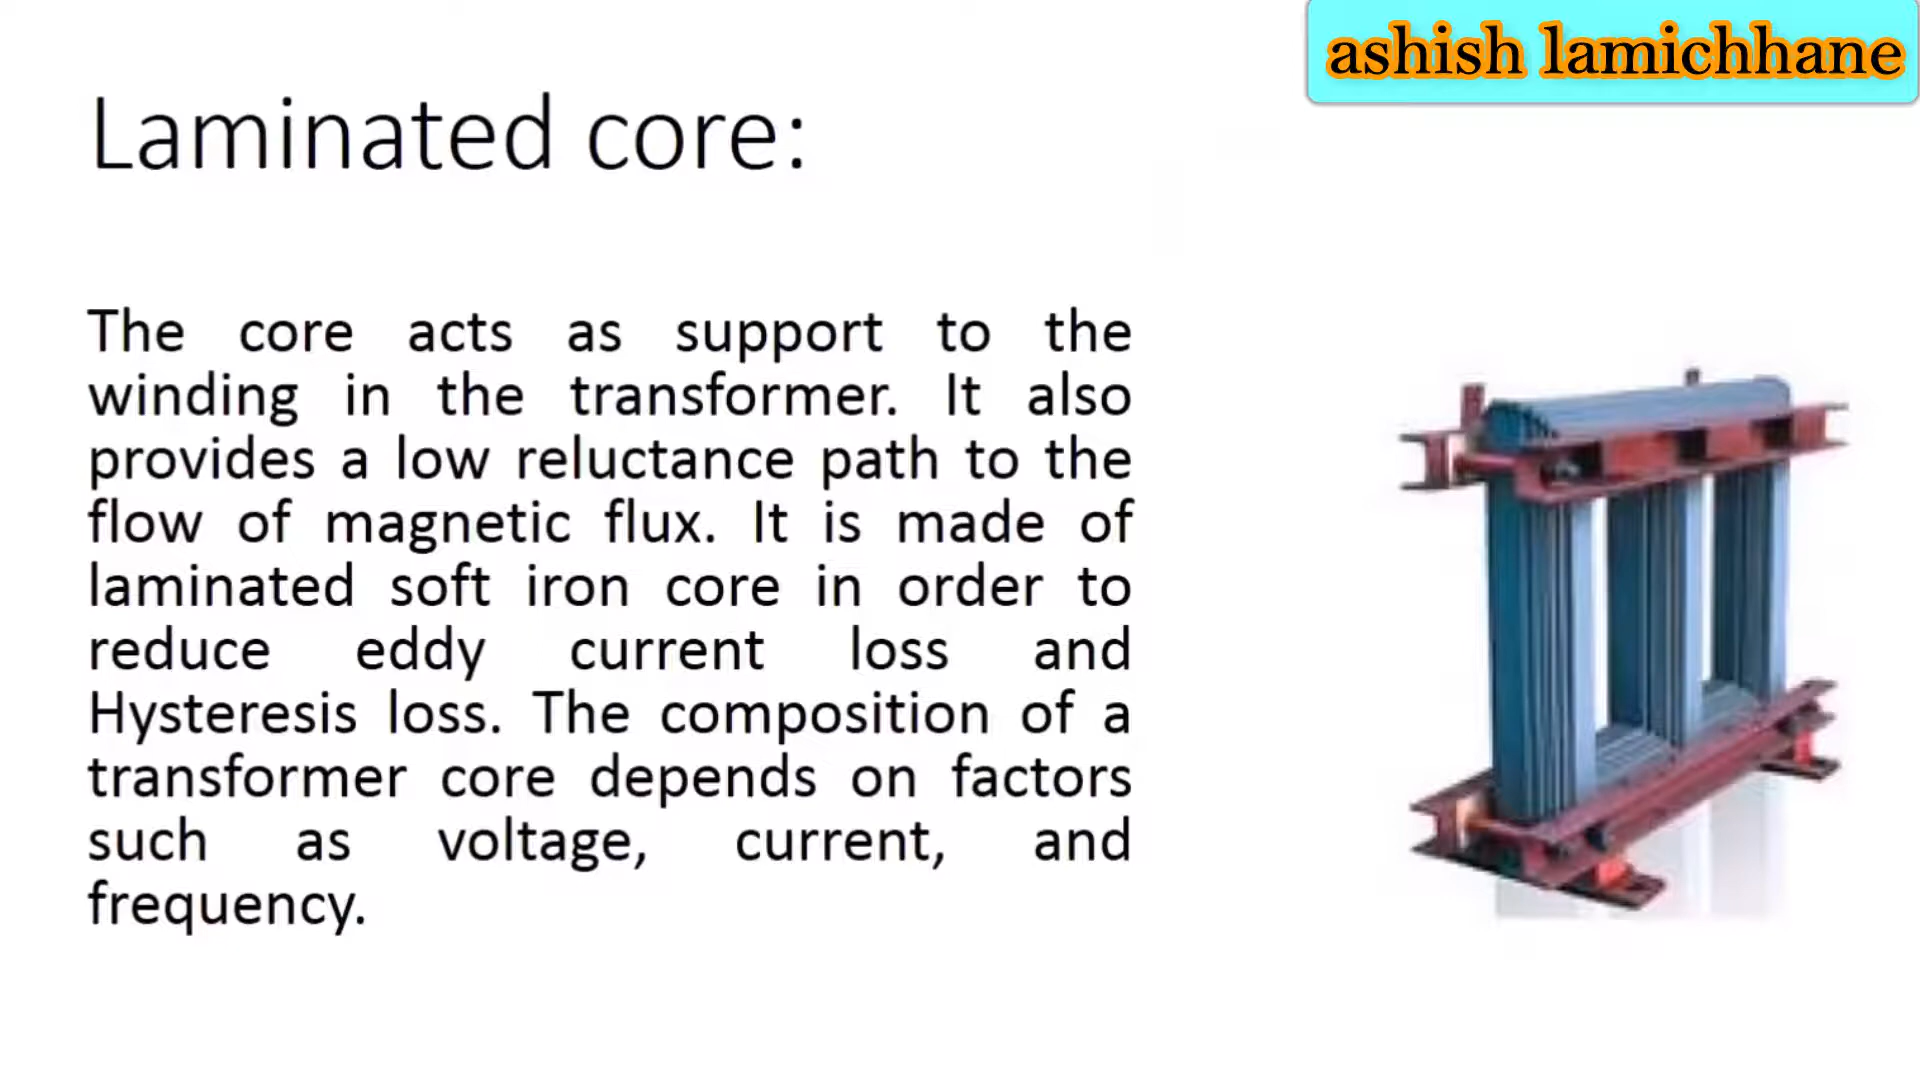 ashish lamichhane
Laminated core:
The core acts as support to the
winding in the transformer. It also
provides a low reluctance path to the
flow of magnetic flux. It is made of
laminated soft iron core in order to
reduce eddy current loss and
Hysteresis loss. The composition of a
transformer core depends on factors
such as voltage, current, and
frequency.